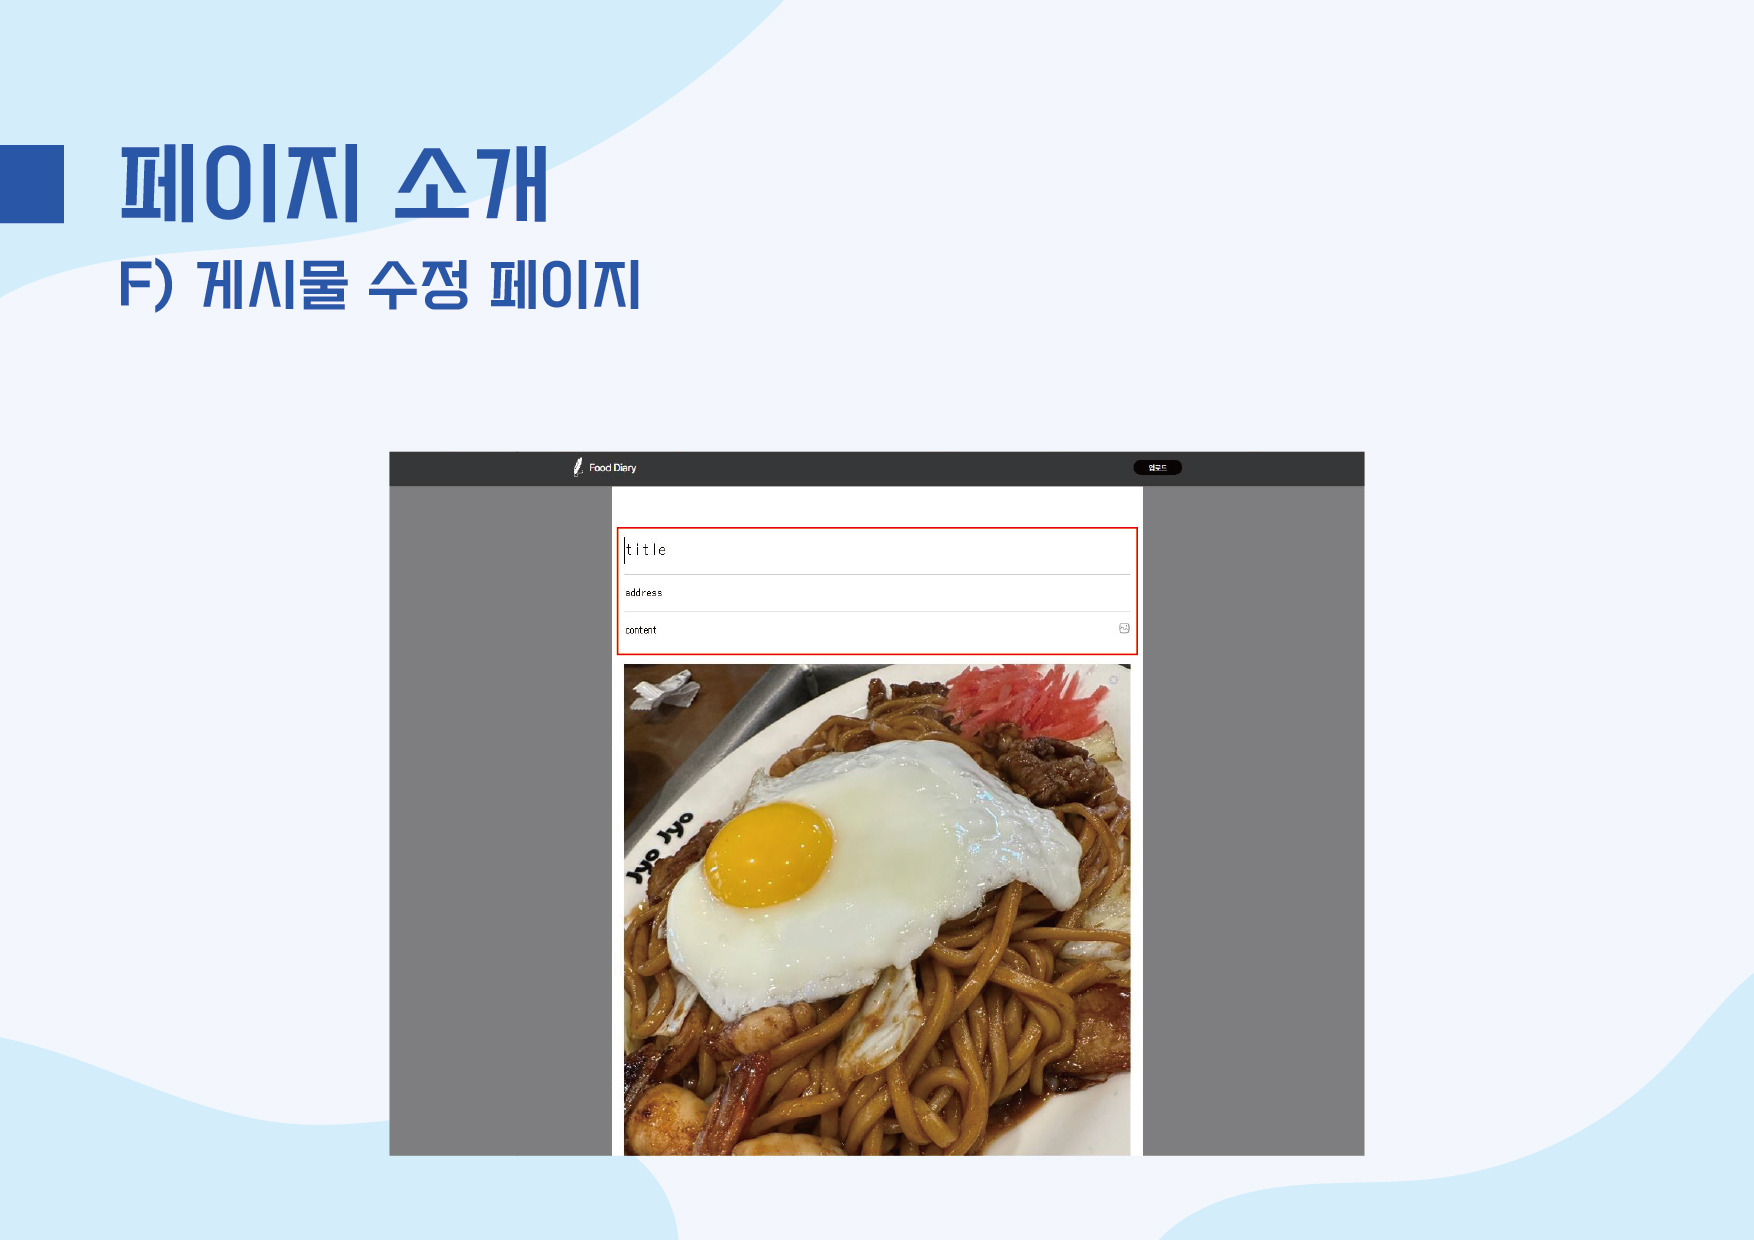 페이지 소개
F) 게시물 수정 페이지
Food Diary
업로드
title
address
content
Jyo Jyo